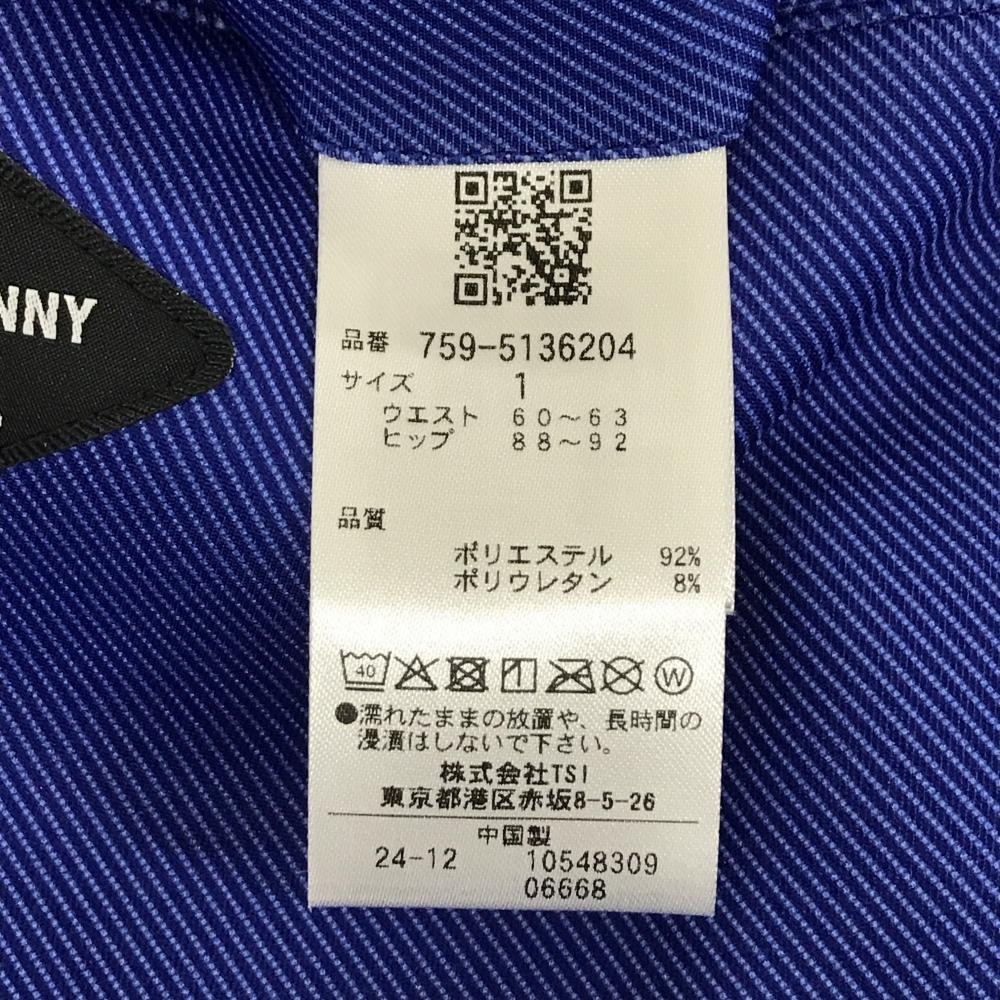 NNY
品番 759-5136204
サイズ 1
ウエスト 60～63
ヒップ 88～92
品質
ポリエステル 92%
ポリウレタン 8%
40
W
●濡れたままの放置や、長時間の
浸漬はしないで下さい。
株式会社TSI
東京都港区赤坂8-5-26
中国製
24-12 10548309
06668